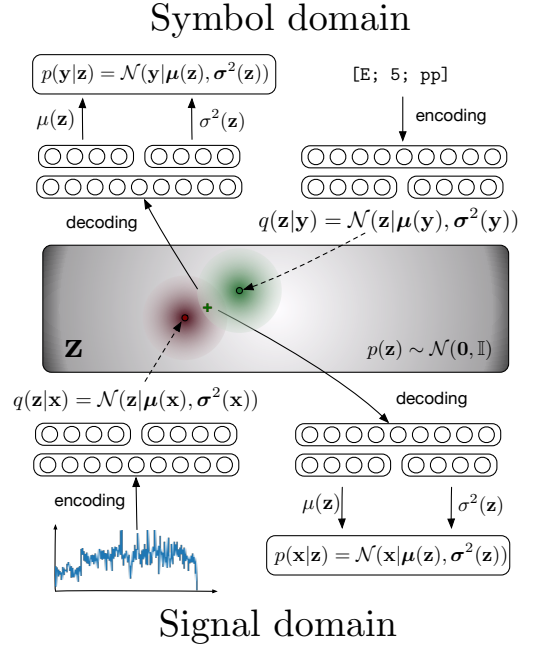 Symbol domain
p(y|z) = 𝒩(y|μ(z), σ²(z))
[E; 5; pp]
μ(z)
σ²(z)
encoding
decoding
q(z|y) = 𝒩(z|μ(y), σ²(y))
z
p(z) ∼ 𝒩(0, 𝕀)
q(z|x) = 𝒩(z|μ(x), σ²(x))
decoding
encoding
μ(z)
σ²(z)
p(x|z) = 𝒩(x|μ(z), σ²(z))
Signal domain